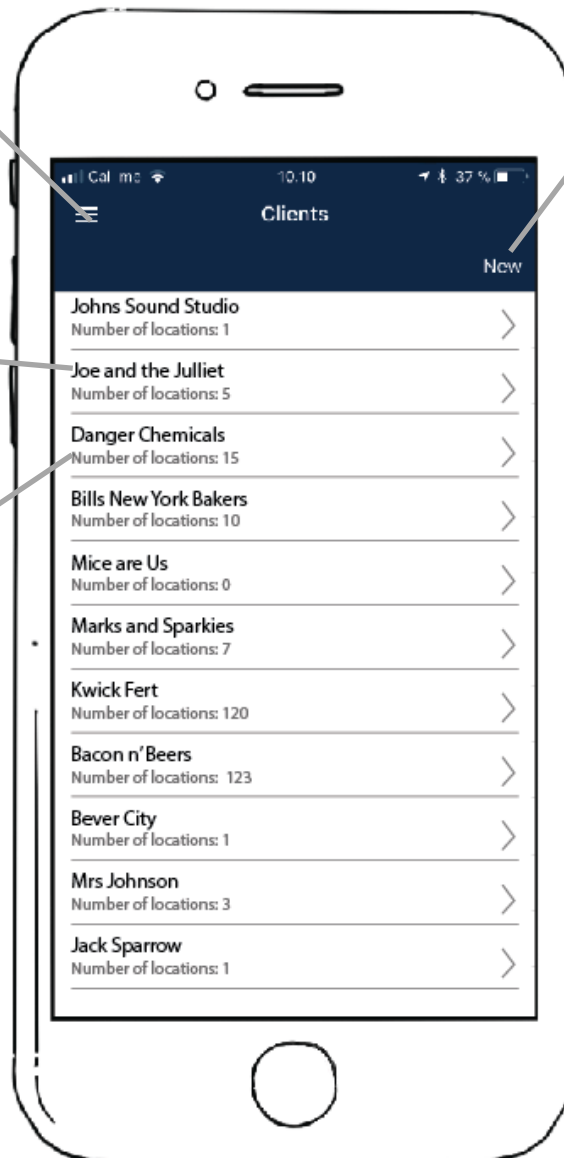 Call me 10.10 37 %
Clients
New
Johns Sound Studio
Number of locations: 1
Joe and the Julliet
Number of locations: 5
Danger Chemicals
Number of locations: 15
Bills New York Bakers
Number of locations: 10
Mice are Us
Number of locations: 0
Marks and Sparkies
Number of locations: 7
Kwick Fert
Number of locations: 120
Bacon n' Beers
Number of locations: 123
Bever City
Number of locations: 1
Mrs Johnson
Number of locations: 3
Jack Sparrow
Number of locations: 1